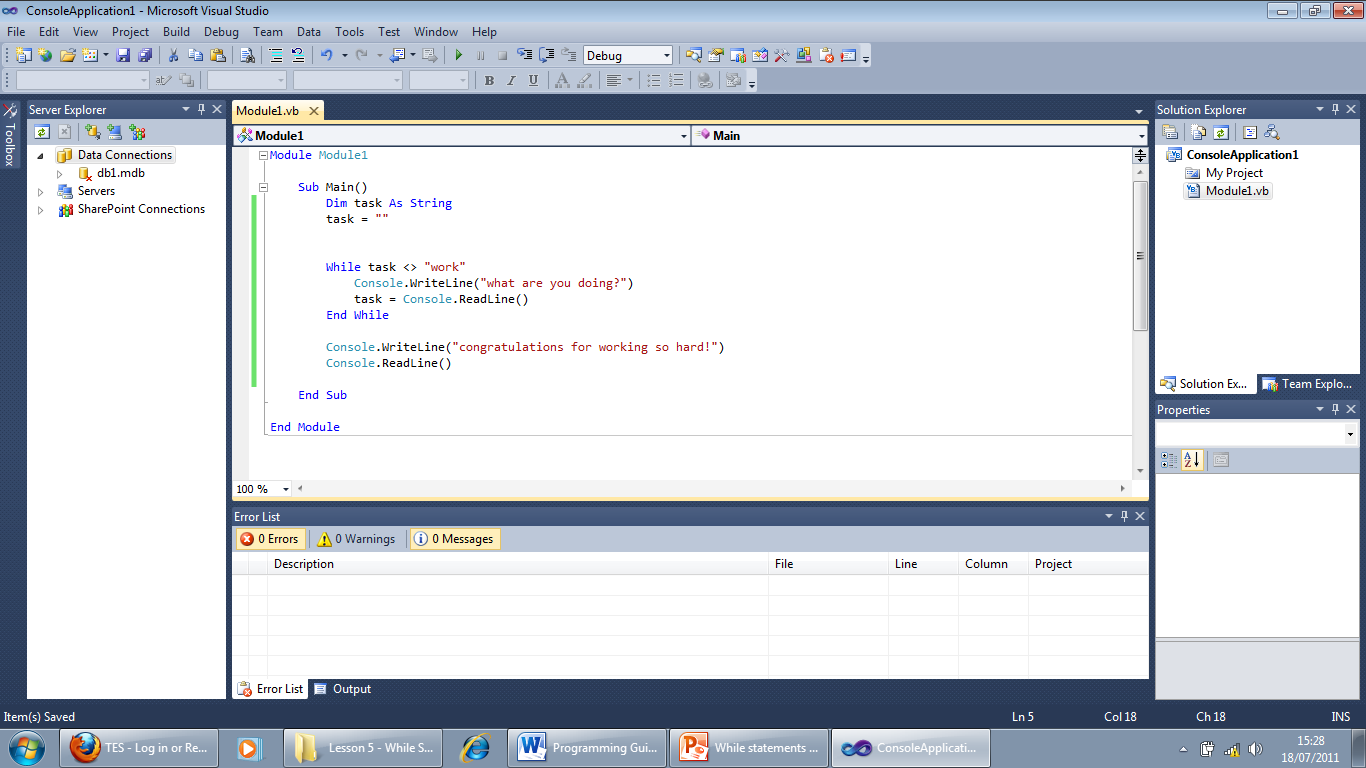 ConsoleApplication1 - Microsoft Visual Studio
File Edit View Project Build Debug Team Data Tools Test Window Help
Debug
B I U A
Toolbox
Server Explorer
Data Connections
db1.mdb
Servers
SharePoint Connections
Module1.vb
Module1 Main
Module Module1
Sub Main()
Dim task As String
task = ""
While task <> "work"
Console.WriteLine("what are you doing?")
task = Console.ReadLine()
End While
Console.WriteLine("congratulations for working so hard!")
Console.ReadLine()
End Sub
End Module
100 %
Error List
0 Errors 0 Warnings 0 Messages
Description File Line Column Project
Error List Output
Solution Explorer
ConsoleApplication1
My Project
Module1.vb
Solution Ex... Team Explo...
Properties
Item(s) Saved Ln 5 Col 18 Ch 18 INS
TES - Log in or Re... Lesson 5 - While S... Programming Gui... While statements ... ConsoleApplicati...
15:28
18/07/2011